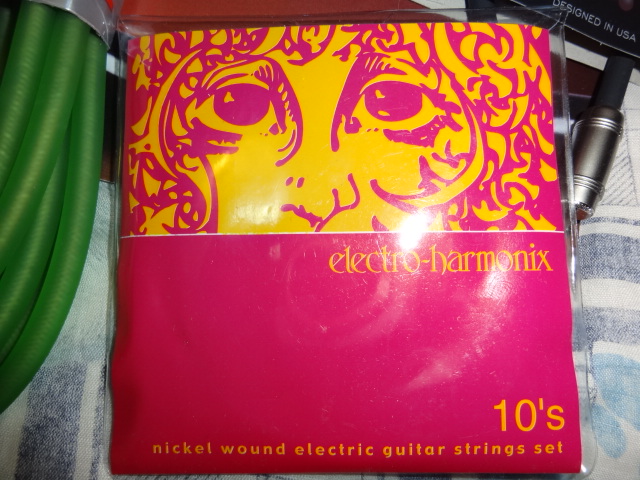 DESIGNED IN USA
electro-harmonix
10's
nickel wound electric guitar strings set